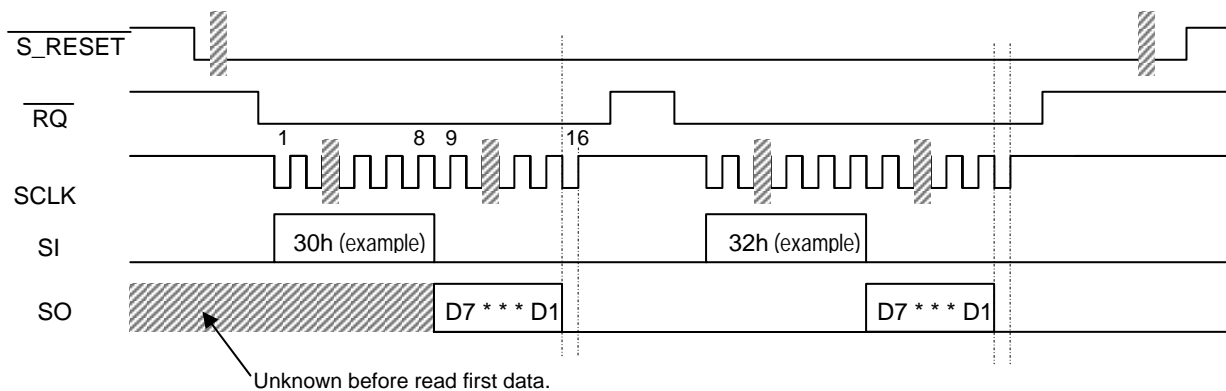 S_RESET
RQ
1 8 9 16
SCLK
SI 30h (example) 32h (example)
SO D7 * * * D1 D7 * * * D1
Unknown before read first data.